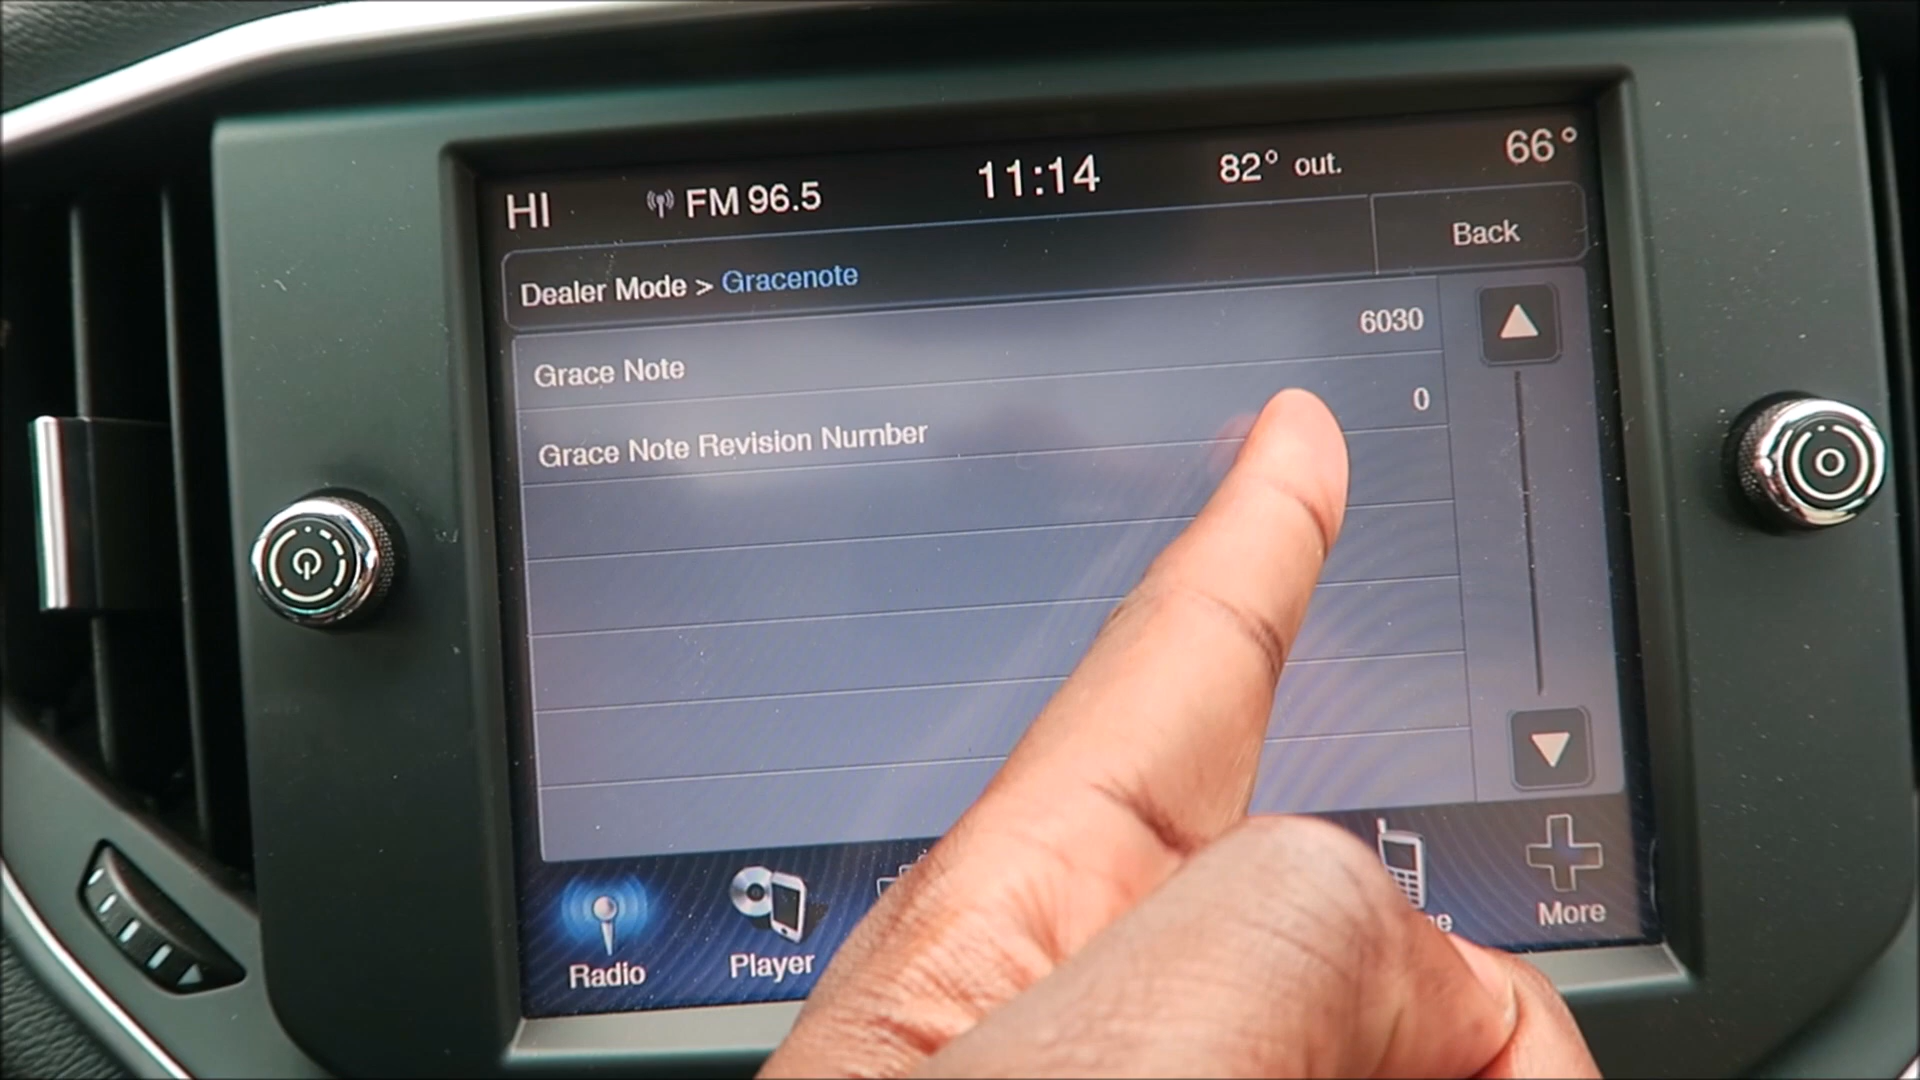 HI FM 96.5 11:14 82° out. 66°
Dealer Mode > Gracenote Back
Grace Note 6030
Grace Note Revision Number 0
Radio Player More